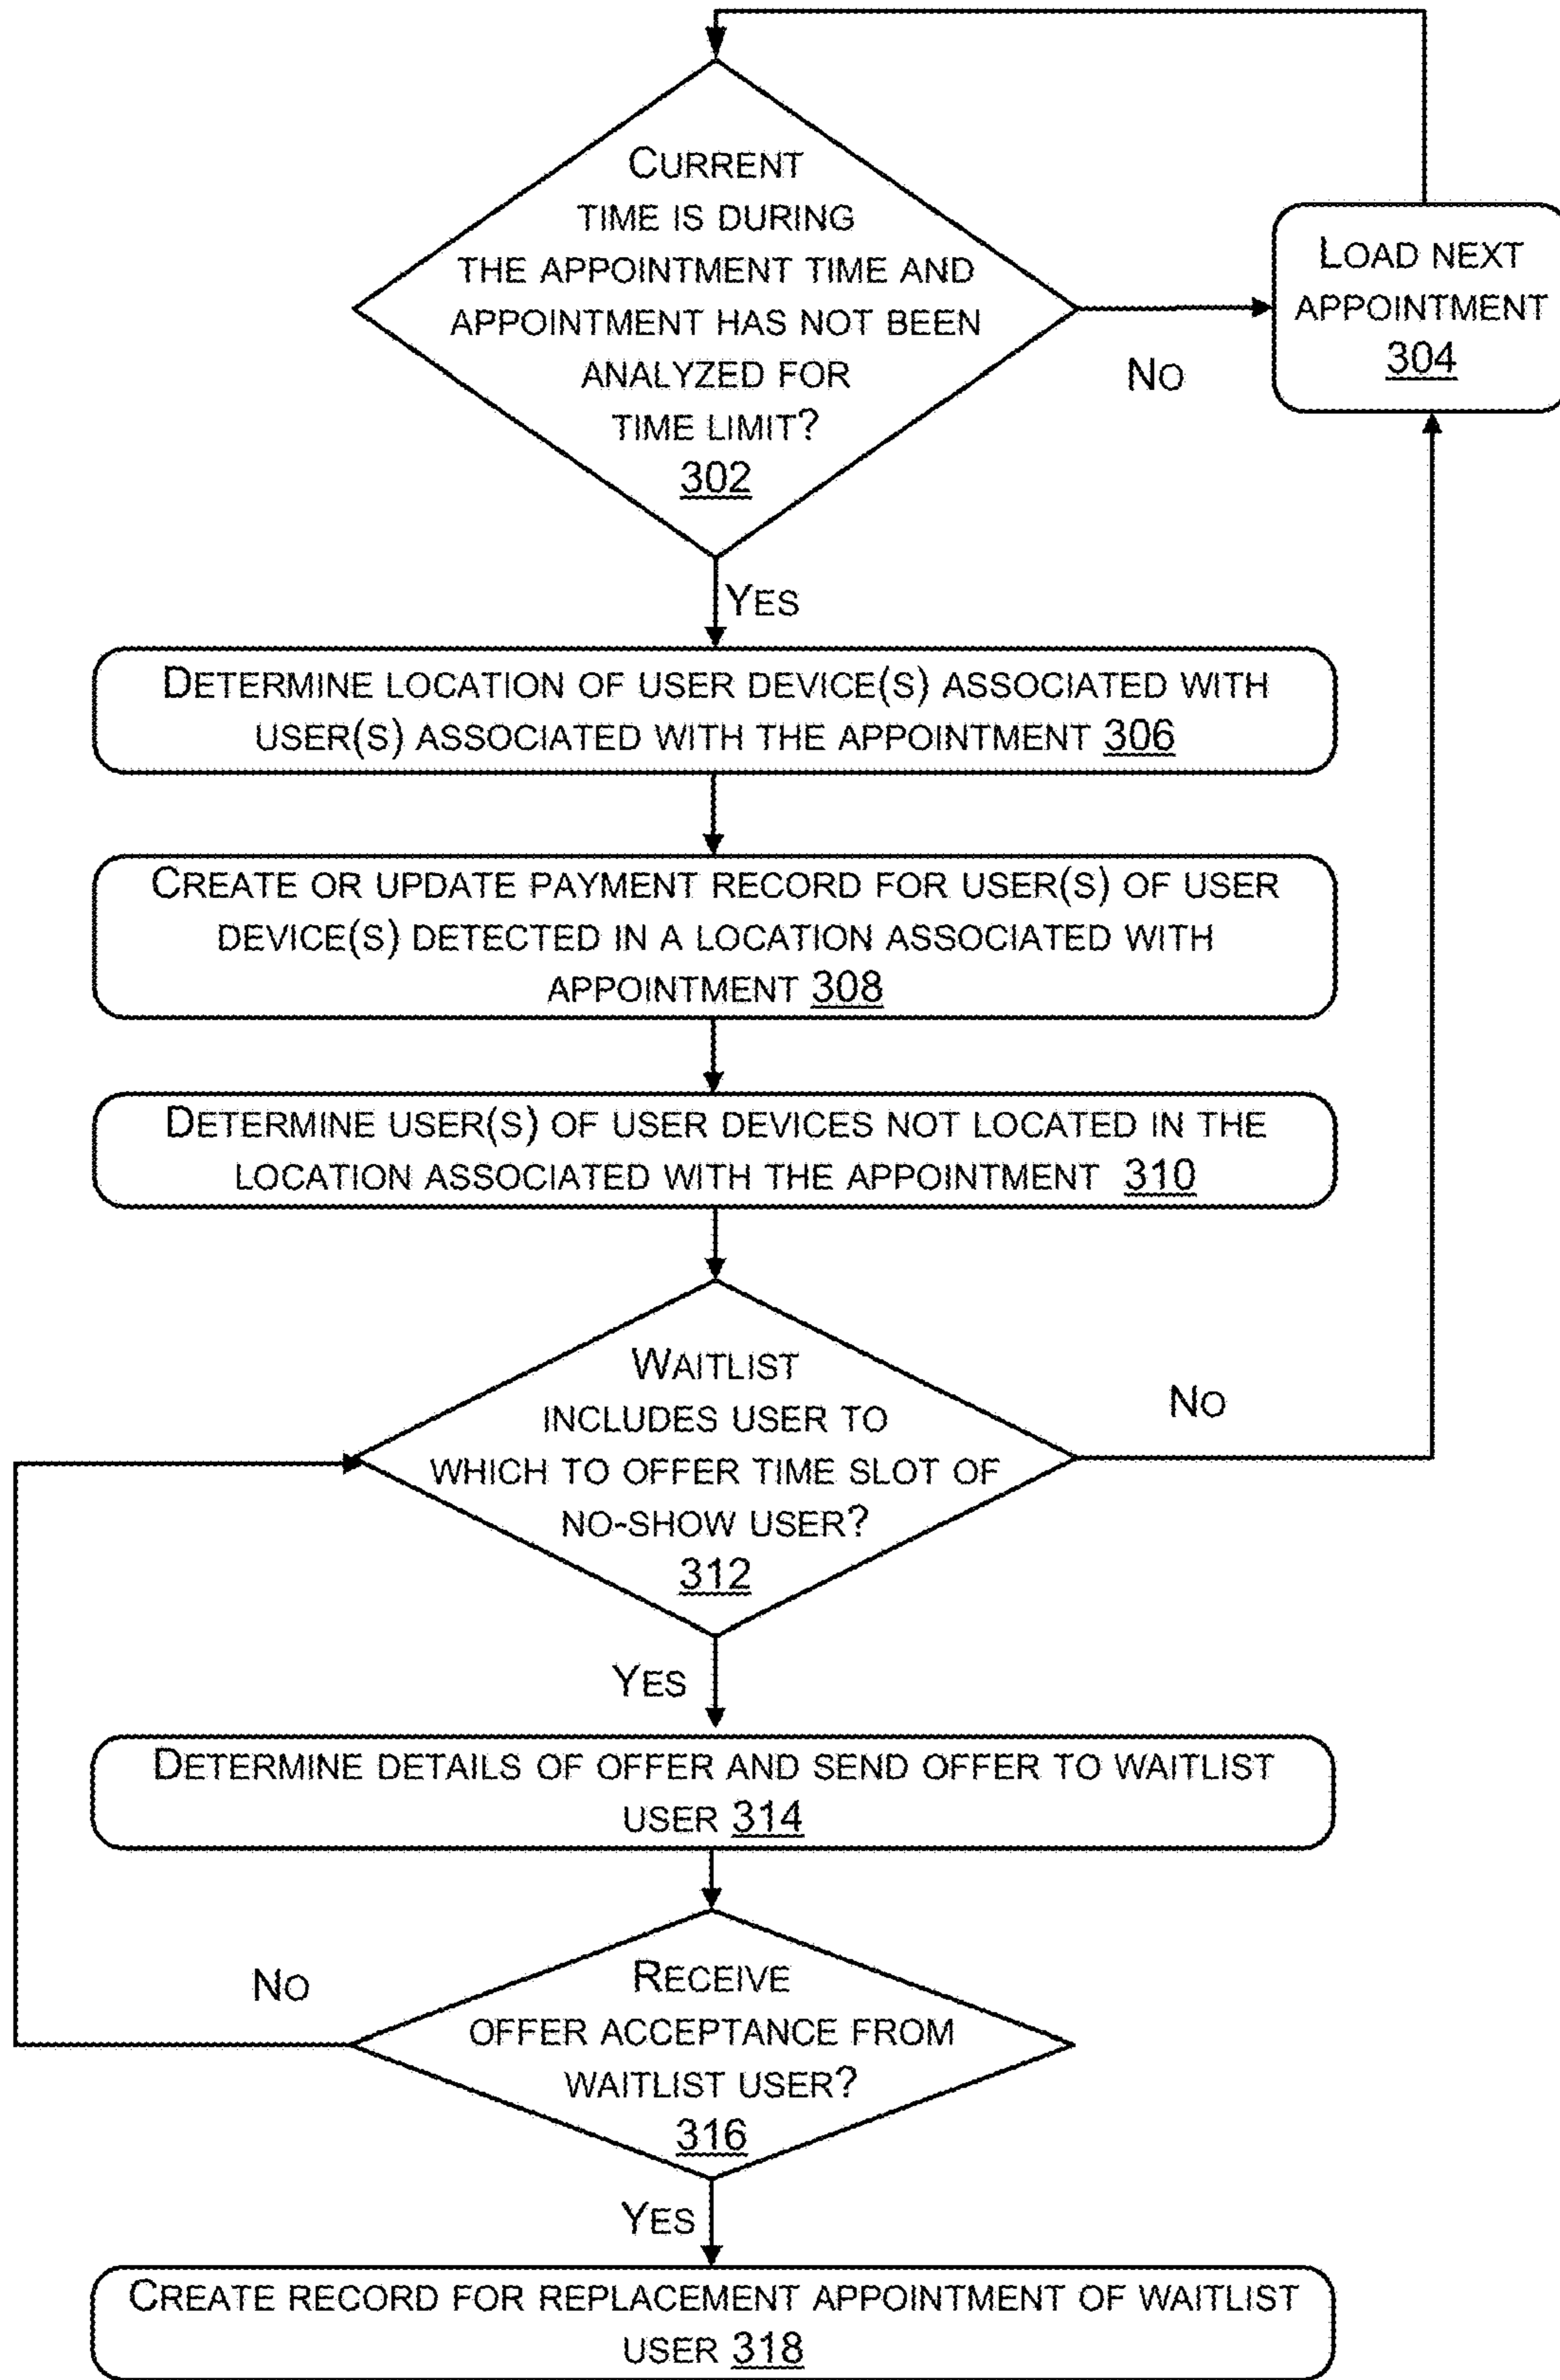 CURRENT
TIME IS DURING
THE APPOINTMENT TIME AND
APPOINTMENT HAS NOT BEEN
ANALYZED FOR
TIME LIMIT?
302
NO
LOAD NEXT
APPOINTMENT
304
YES
DETERMINE LOCATION OF USER DEVICE(S) ASSOCIATED WITH
USER(S) ASSOCIATED WITH THE APPOINTMENT 306
CREATE OR UPDATE PAYMENT RECORD FOR USER(S) OF USER
DEVICE(S) DETECTED IN A LOCATION ASSOCIATED WITH
APPOINTMENT 308
DETERMINE USER(S) OF USER DEVICES NOT LOCATED IN THE
LOCATION ASSOCIATED WITH THE APPOINTMENT 310
WAITLIST
INCLUDES USER TO
WHICH TO OFFER TIME SLOT OF
NO-SHOW USER?
312
NO
YES
DETERMINE DETAILS OF OFFER AND SEND OFFER TO WAITLIST
USER 314
RECEIVE
OFFER ACCEPTANCE FROM
WAITLIST USER?
316
NO
YES
CREATE RECORD FOR REPLACEMENT APPOINTMENT OF WAITLIST
USER 318